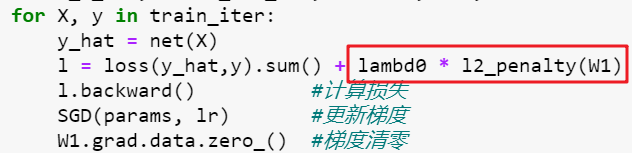 for X, y in train_iter:
    y_hat = net(X)
    l = loss(y_hat,y).sum() + lambd0 * l2_penalty(W1)
    l.backward()          #计算损失
    SGD(params, lr)       #更新梯度
    W1.grad.data.zero_()  #梯度清零